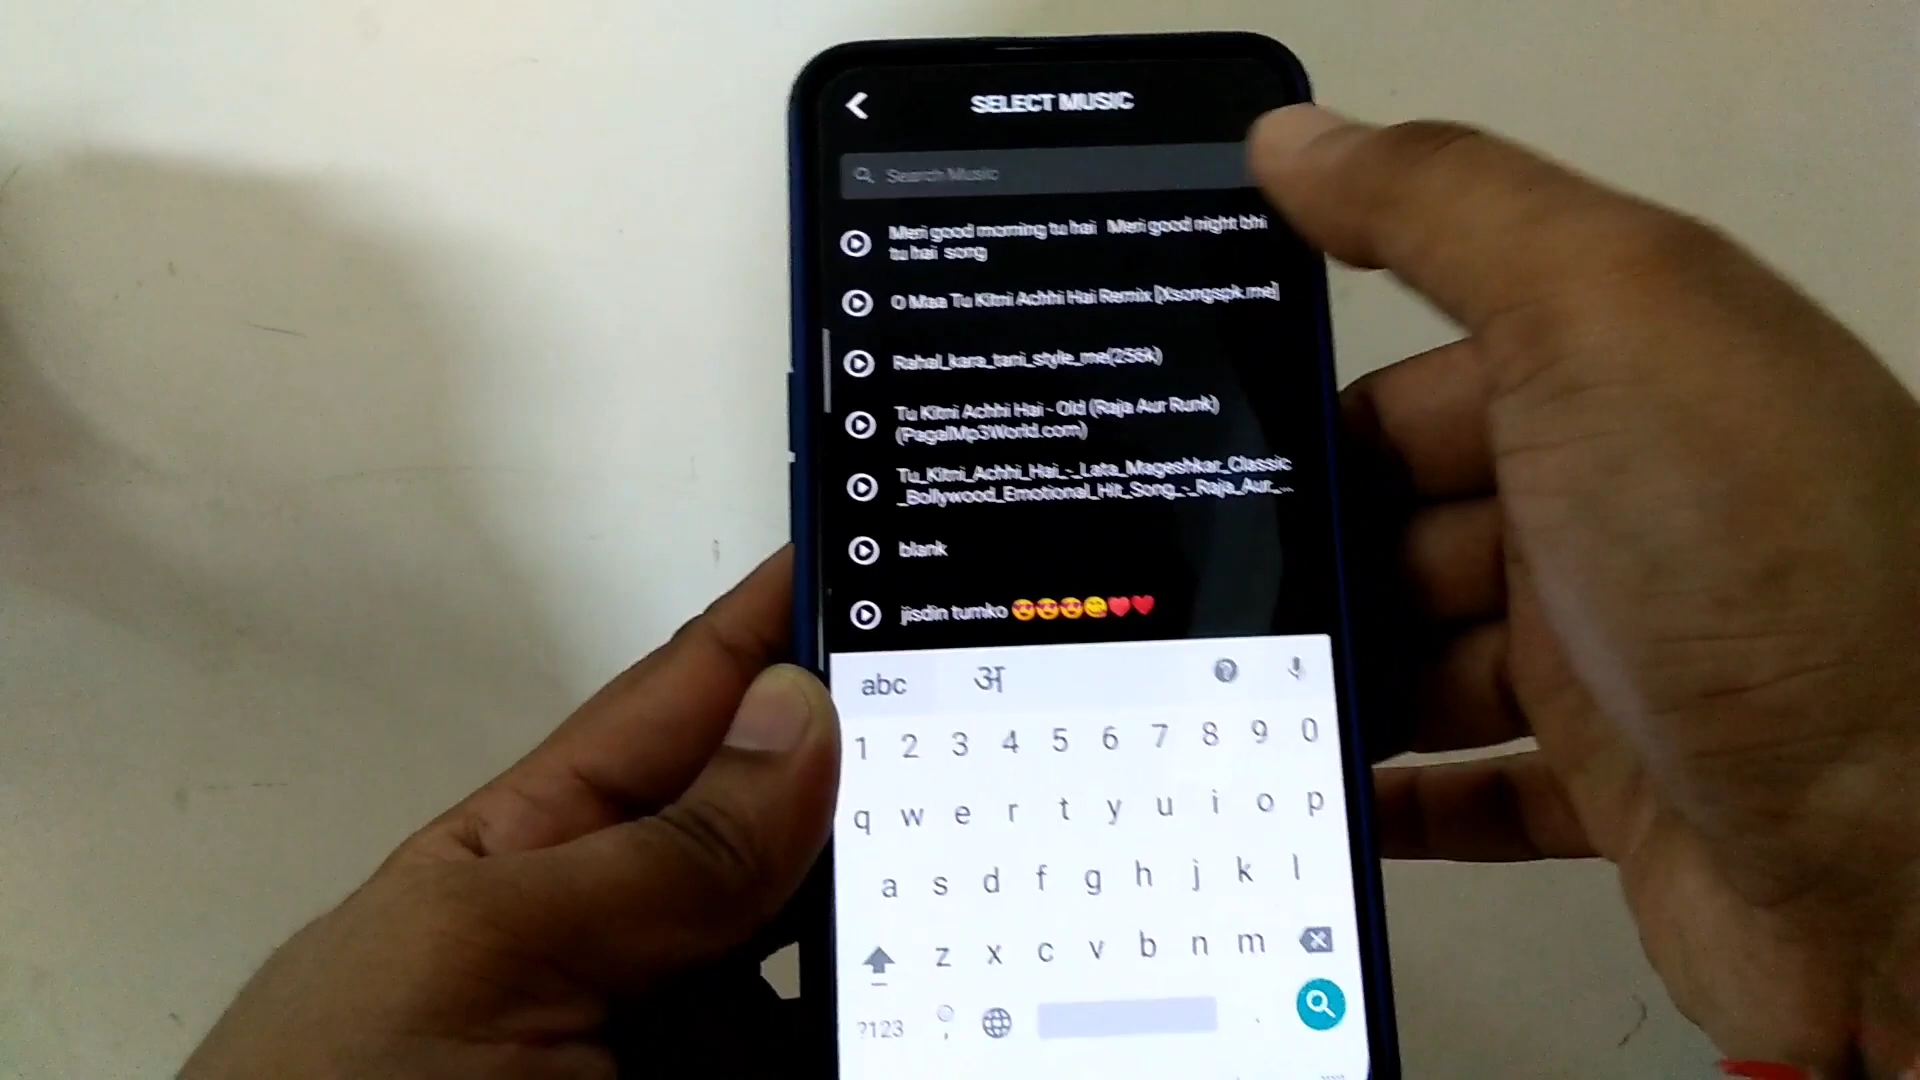 SELECT MUSIC
Search Music
Meri good morning tu hai Meri good night bhi
tu hai song
O Maa Tu Kitni Achhi Hai Remix [Xsongspk.me]
Rahal_kara_tani_style_me(256k)
Tu Kitni Achhi Hai - Old (Raja Aur Runk)
(PagalMp3World.com)
Tu_Kitni_Achhi_Hai_-_Lata_Mageshkar_Classic
_Bollywood_Emotional_Hit_Song_-_Raja_Aur_...
blank
jisdin tumko 😍😍😍😋❤❤
abc अ
1 2 3 4 5 6 7 8 9 0
q w e r t y u i o p
a s d f g h j k l
z x c v b n m
?123 , .